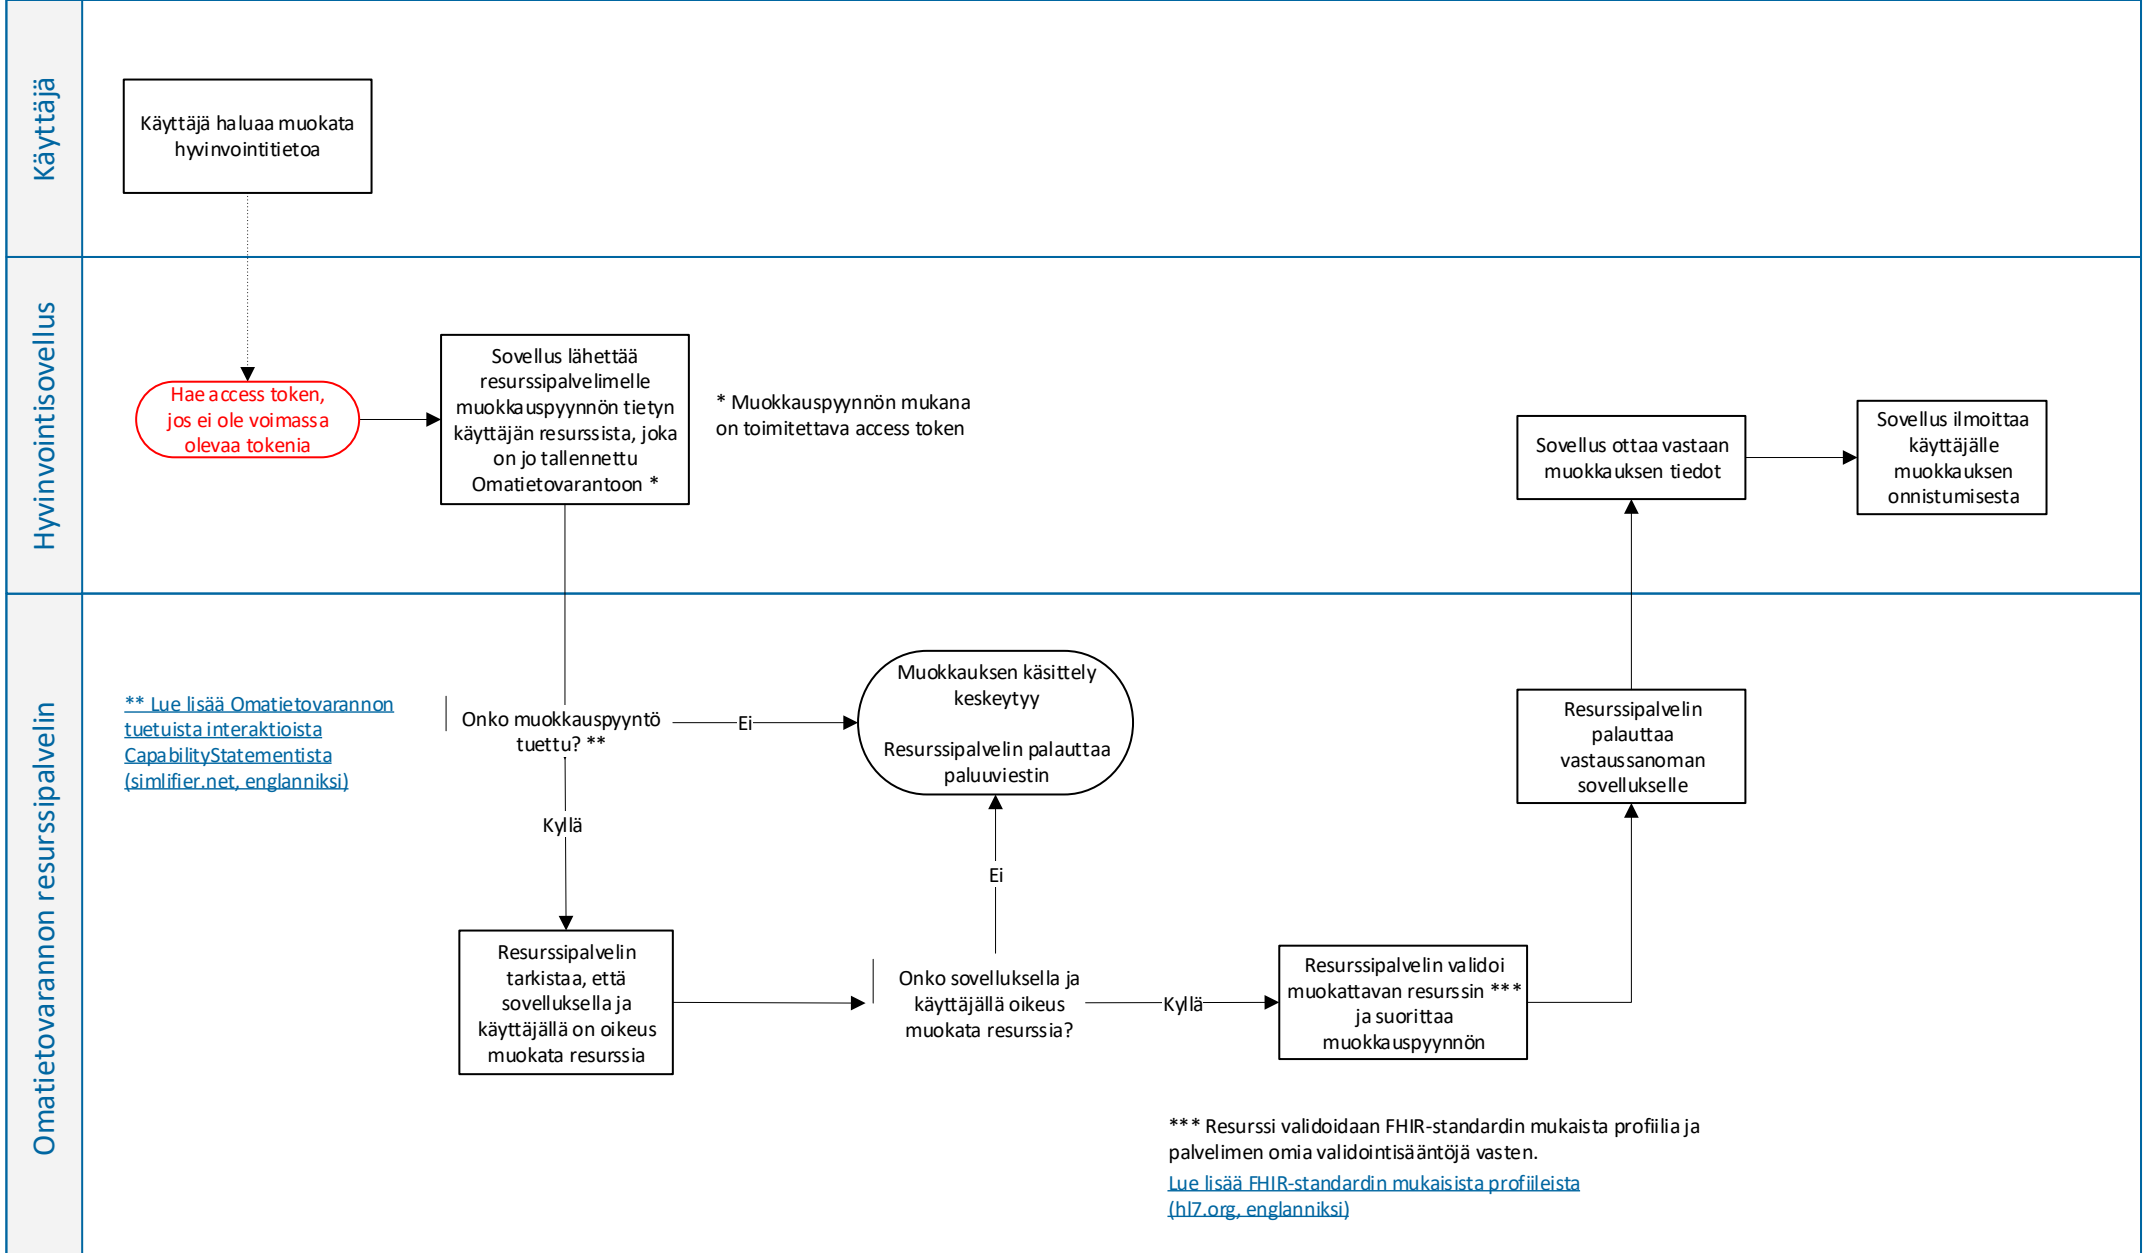 Käyttäjä
Käyttäjä haluaa muokata
hyvinvointitietoa
Hyvinvointisovellus
Hae access token,
jos ei ole voimassa
olevaa tokenia
Sovellus lähettää
resurssipalvelimelle
muokkauspyynnön tietyn
käyttäjän resurssista, joka
on jo tallennettu
Omatietovarantoon *
* Muokkauspyynnön mukana
on toimitettava access token
Sovellus ottaa vastaan
muokkauksen tiedot
Sovellus ilmoittaa
käyttäjälle
muokkauksen
onnistumisesta
Omatietovarannon resurssipalvelin
** Lue lisää Omatietovarannon
tuetuista interaktioista
CapabilityStatementista
(simlifier.net, englanniksi)
Onko muokkauspyyntö
tuettu? **
Ei
Muokkauksen käsittely
keskeytyy
Resurssipalvelin palauttaa
paluuviestin
Resurssipalvelin
palauttaa
vastaussanoman
sovellukselle
Kyllä
Ei
Resurssipalvelin
tarkistaa, että
sovelluksella ja
käyttäjällä on oikeus
muokata resurssia
Onko sovelluksella ja
käyttäjällä oikeus
muokata resurssia?
Kyllä
Resurssipalvelin validoi
muokattavan resurssin ***
ja suorittaa
muokkauspyynnön
*** Resurssi validoidaan FHIR-standardin mukaista profiilia ja
palvelimen omia validointisääntöjä vasten.
Lue lisää FHIR-standardin mukaisista profiileista
(hl7.org, englanniksi)